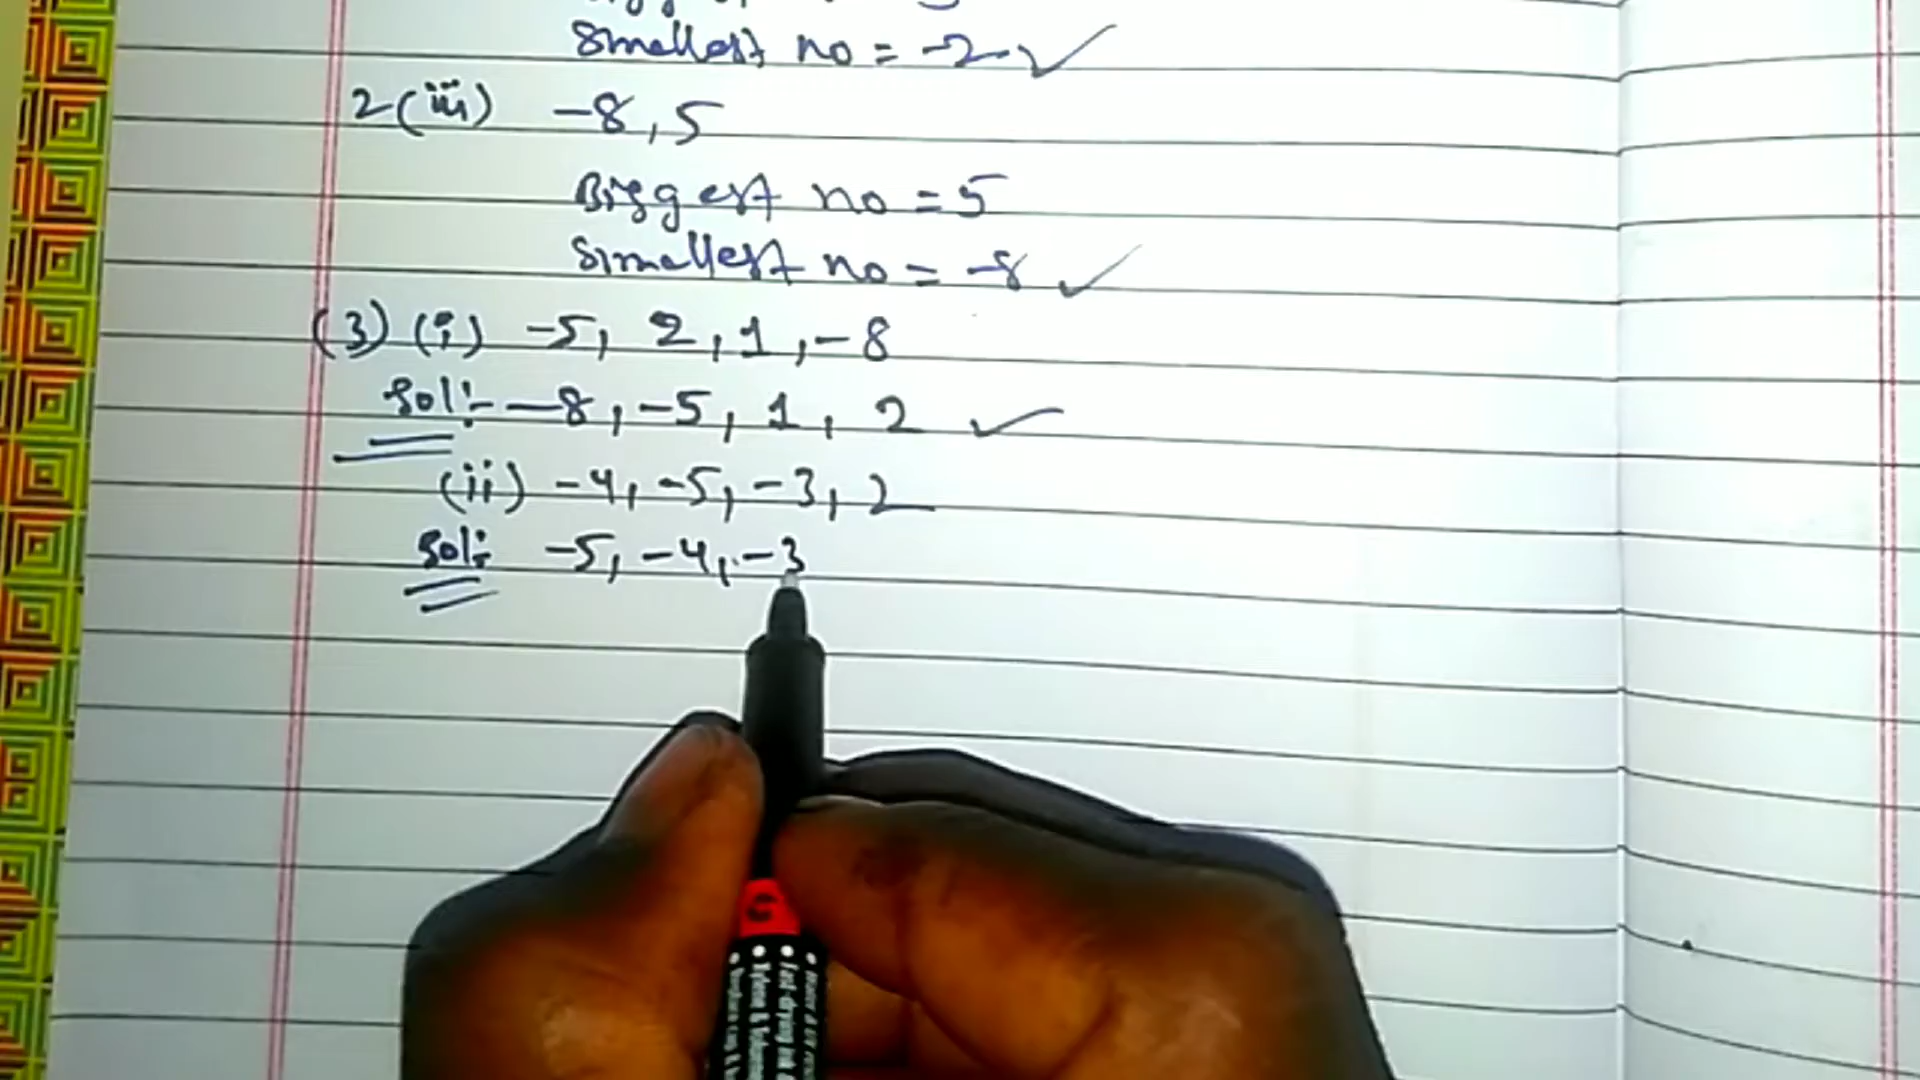 Smallest no = -2 ✓
2(iii) -8, 5
Biggest no = 5
Smallest no = -8 ✓
(3) (i) -5, 2, 1, -8
Sol:- -8, -5, 1, 2 ✓
(ii) -4, -5, -3, 2
Sol:- -5, -4, -3